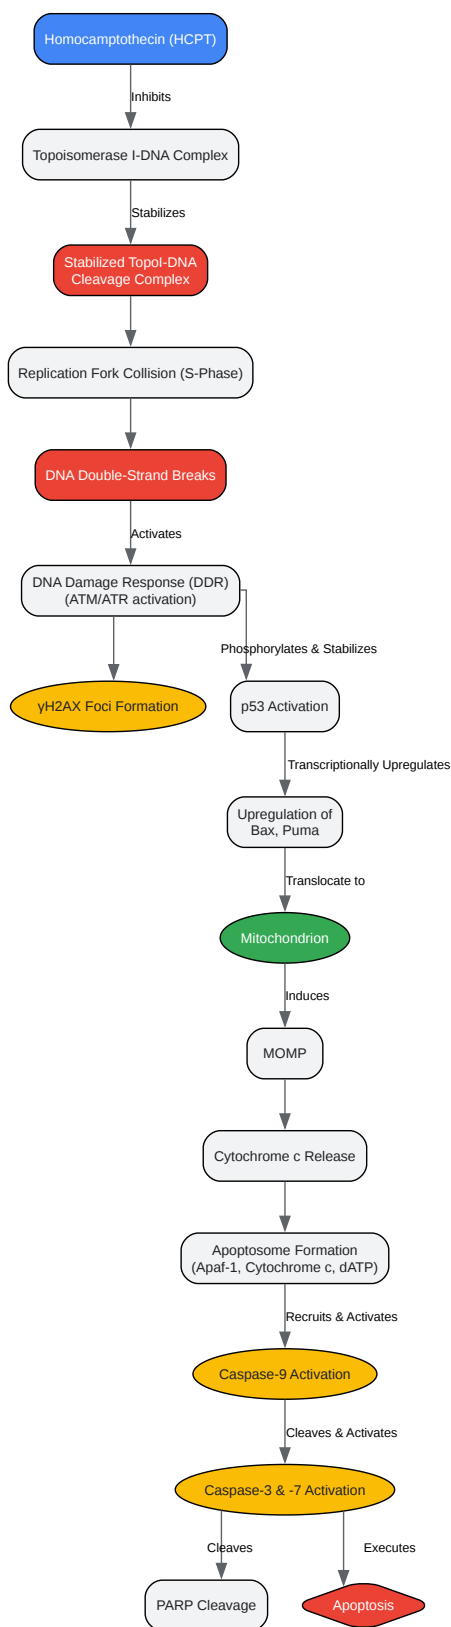 Homocamptothecin (HCPT)
Inhibits
Topoisomerase I-DNA Complex
Stabilizes
Stabilized TopoI-DNA
Cleavage Complex
Replication Fork Collision (S-Phase)
DNA Double-Strand Breaks
Activates
DNA Damage Response (DDR)
(ATM/ATR activation)
Phosphorylates & Stabilizes
γH2AX Foci Formation
p53 Activation
Transcriptionally Upregulates
Upregulation of
Bax, Puma
Translocate to
Mitochondrion
Induces
MOMP
Cytochrome c Release
Apoptosome Formation
(Apaf-1, Cytochrome c, dATP)
Recruits & Activates
Caspase-9 Activation
Cleaves & Activates
Caspase-3 & -7 Activation
Cleaves
Executes
PARP Cleavage
Apoptosis